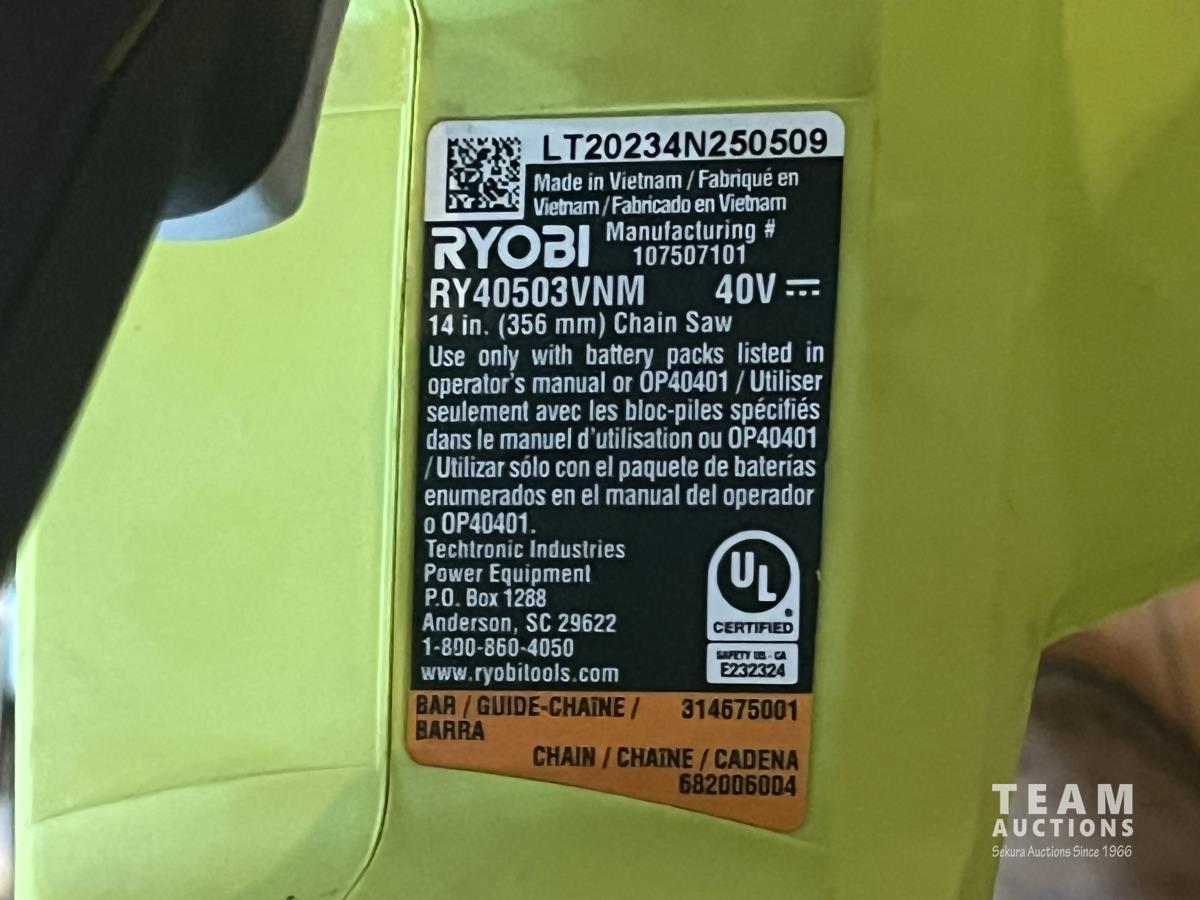 LT20234N250509
Made in Vietnam / Fabriqué en
Vietnam / Fabricado en Vietnam
RYOBI
Manufacturing #
107507101
RY40503VNM 40V
14 in. (356 mm) Chain Saw
Use only with battery packs listed in
operator's manual or OP40401 / Utiliser
seulement avec les bloc-piles spécifiés
dans le manuel d'utilisation ou OP40401
/ Utilizar sólo con el paquete de baterías
enumerados en el manual del operador
o OP40401.
Techtronic Industries
Power Equipment
P.O. Box 1288
Anderson, SC 29622
1-800-860-4050
www.ryobitools.com
UL
CERTIFIED
SAFETY US - CA
E232324
BAR / GUIDE-CHAÎNE / 314675001
BARRA
CHAIN / CHAÎNE / CADENA
682006004
TEAM
AUCTIONS
Sekura Auctions Since 1966